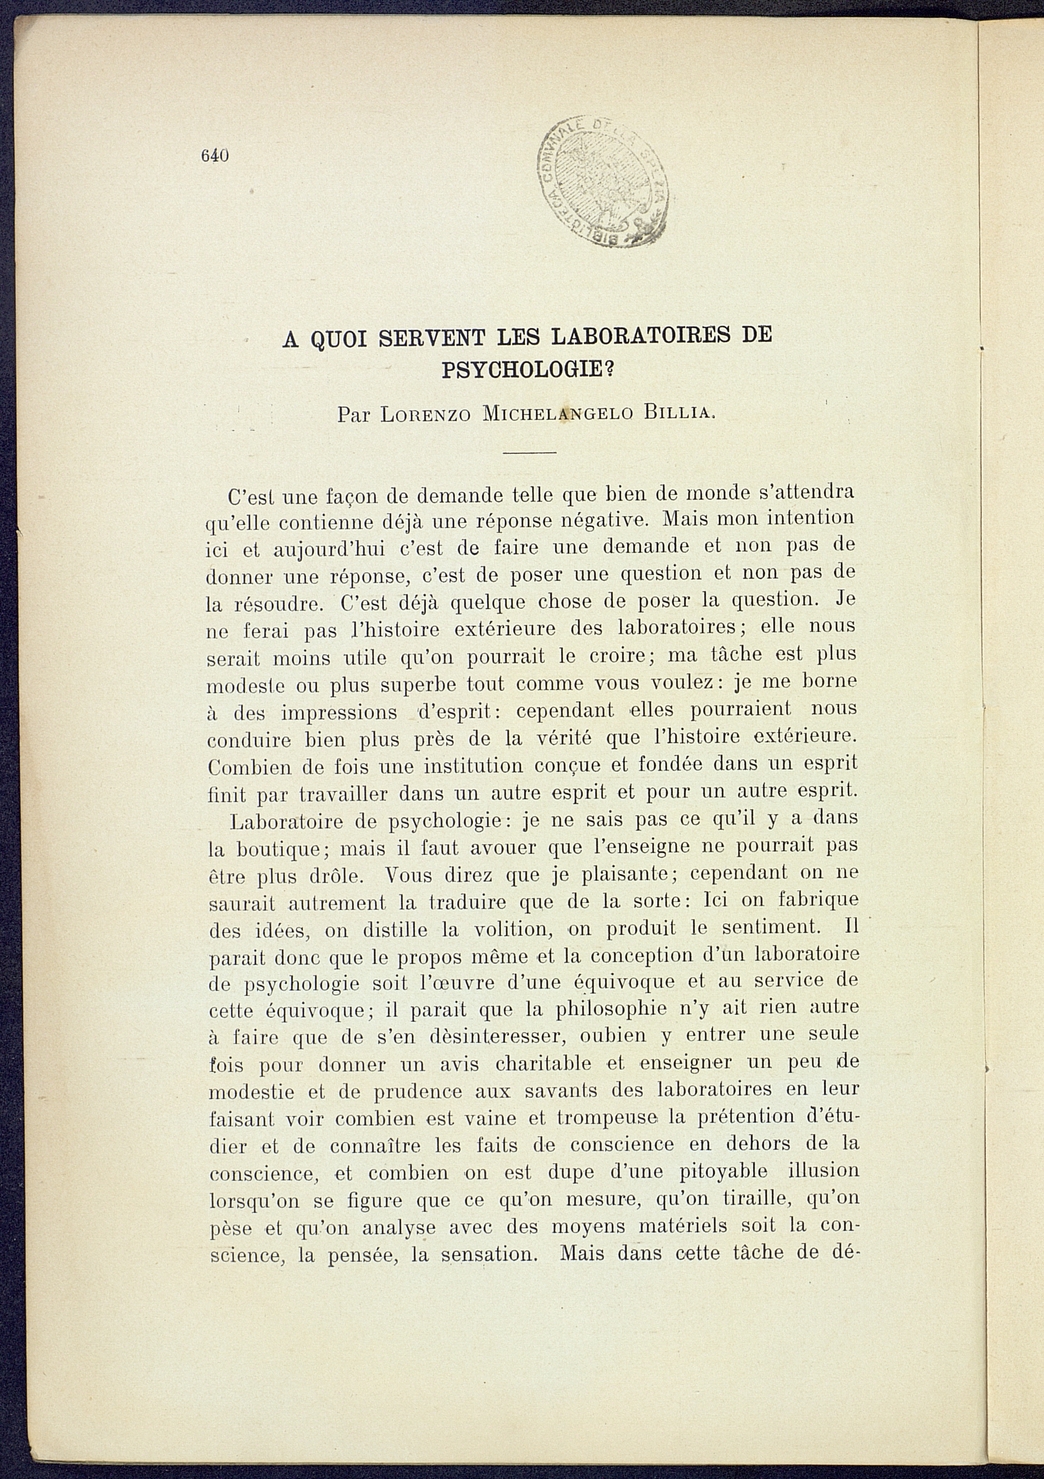 640
BIBLIOTECA COMVNALE DELLA SPEZIA
A QUOI SERVENT LES LABORATOIRES DE
PSYCHOLOGIE?
Par Lorenzo Michelangelo Billia.
C'est une façon de demande telle que bien de monde s'attendra
qu'elle contienne déjà une réponse négative. Mais mon intention
ici et aujourd'hui c'est de faire une demande et non pas de
donner une réponse, c'est de poser une question et non pas de
la résoudre. C'est déjà quelque chose de poser la question. Je
ne ferai pas l'histoire extérieure des laboratoires; elle nous
serait moins utile qu'on pourrait le croire; ma tâche est plus
modeste ou plus superbe tout comme vous voulez: je me borne
à des impressions d'esprit: cependant elles pourraient nous
conduire bien plus près de la vérité que l'histoire extérieure.
Combien de fois une institution conçue et fondée dans un esprit
finit par travailler dans un autre esprit et pour un autre esprit.
Laboratoire de psychologie: je ne sais pas ce qu'il y a dans
la boutique; mais il faut avouer que l'enseigne ne pourrait pas
être plus drôle. Vous direz que je plaisante; cependant on ne
saurait autrement la traduire que de la sorte: Ici on fabrique
des idées, on distille la volition, on produit le sentiment. Il
parait donc que le propos même et la conception d'un laboratoire
de psychologie soit l'œuvre d'une équivoque et au service de
cette équivoque; il parait que la philosophie n'y ait rien autre
à faire que de s'en dèsinteresser, oubien y entrer une seule
fois pour donner un avis charitable et enseigner un peu de
modestie et de prudence aux savants des laboratoires en leur
faisant voir combien est vaine et trompeuse la prétention d'étu-
dier et de connaître les faits de conscience en dehors de la
conscience, et combien on est dupe d'une pitoyable illusion
lorsqu'on se figure que ce qu'on mesure, qu'on tiraille, qu'on
pèse et qu'on analyse avec des moyens matériels soit la con-
science, la pensée, la sensation. Mais dans cette tâche de dé-